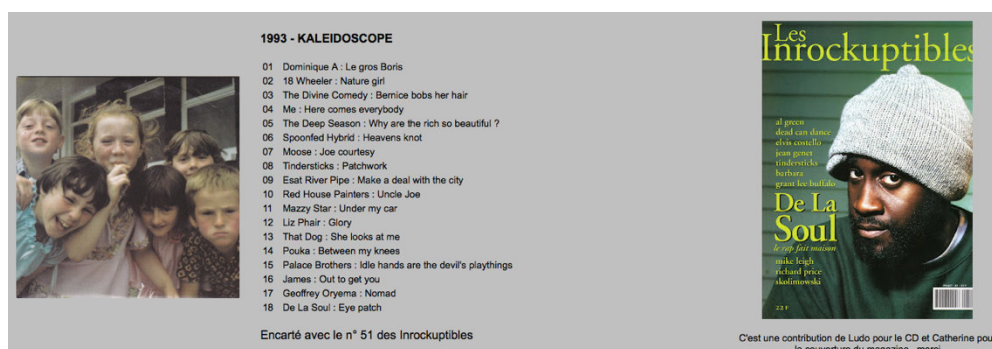 1993 - KALEIDOSCOPE
01 Dominique A : Le gros Boris
02 18 Wheeler : Nature girl
03 The Divine Comedy : Bernice bobs her hair
04 Me : Here comes everybody
05 The Deep Season : Why are the rich so beautiful ?
06 Spoonfed Hybrid : Heavens knot
07 Moose : Joe courtesy
08 Tindersticks : Patchwork
09 Esat River Pipe : Make a deal with the city
10 Red House Painters : Uncle Joe
11 Mazzy Star : Under my car
12 Liz Phair : Glory
13 That Dog : She looks at me
14 Pouka : Between my knees
15 Palace Brothers : Idle hands are the devil's playthings
16 James : Out to get you
17 Geoffrey Oryema : Nomad
18 De La Soul : Eye patch
Encarté avec le n° 51 des Inrockuptibles
Les
Inrockuptibles
al green
dead can dance
elvis costello
jean genet
tindersticks
barbara
grant lee buffalo
De La
Soul
le rap fait maison
mike leigh
richard price
skolimowski
22 F
C'est une contribution de Ludo pour le CD et Catherine pou
la couverture du magazine, merci